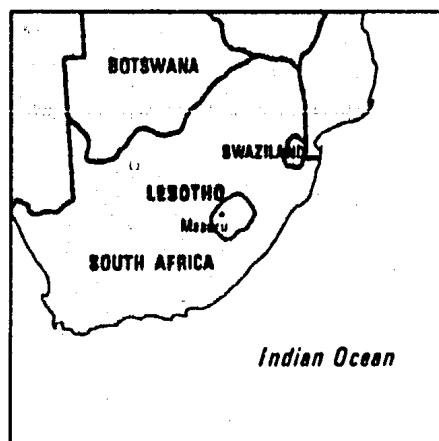 BOTSWANA
SWAZILAND
LESOTHO
Maseru
SOUTH AFRICA
Indian Ocean